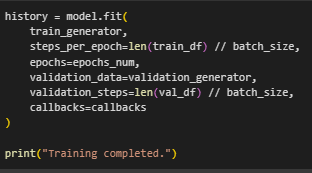 history = model.fit(
    train_generator,
    steps_per_epoch=len(train_df) // batch_size,
    epochs=epochs_num,
    validation_data=validation_generator,
    validation_steps=len(val_df) // batch_size,
    callbacks=callbacks
)
print("Training completed.")